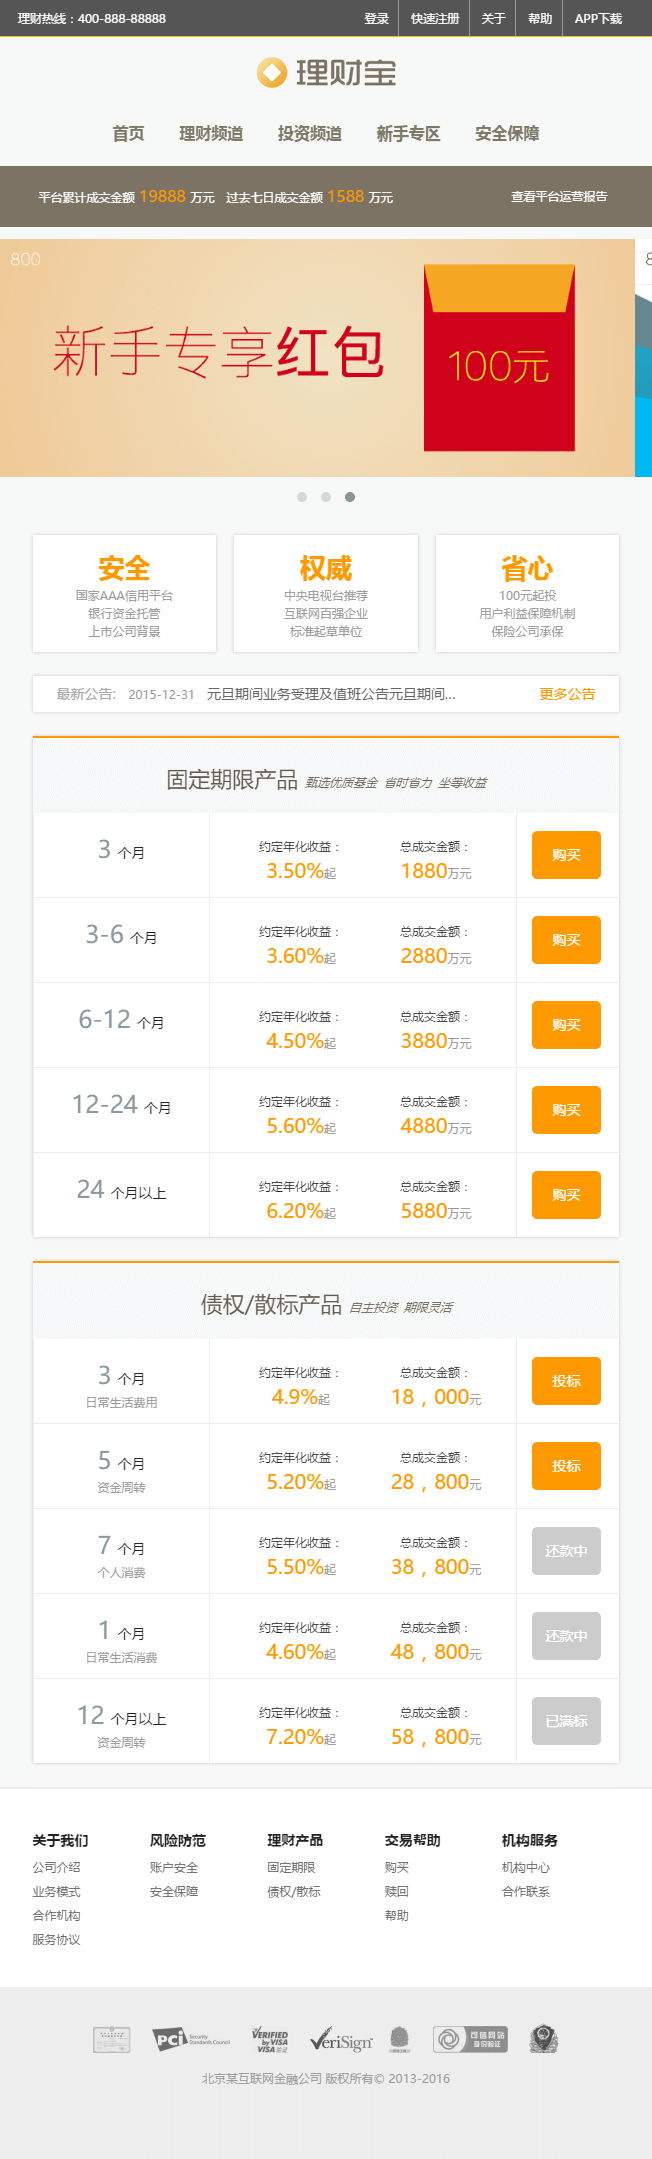 理财热线：400-888-88888 登录 快速注册 关于 帮助 APP下载
理财宝
首页 理财频道 投资频道 新手专区 安全保障
平台累计成交金额 19888 万元 过去七日成交金额 1588 万元 查看平台运营报告
800
新手专享红包
100元
安全 权威 省心
国家AAA信用平台 中央电视台推荐 100元起投
银行资金托管 互联网百强企业 用户利益保障机制
上市公司背景 标准起草单位 保险公司承保
最新公告: 2015-12-31 元旦期间业务受理及值班公告元旦期间... 更多公告
固定期限产品 甄选优质基金 省时省力 坐等收益
3 个月 约定年化收益： 总成交金额： 购买
3.50%起 1880万元
3-6 个月 约定年化收益： 总成交金额： 购买
3.60%起 2880万元
6-12 个月 约定年化收益： 总成交金额： 购买
4.50%起 3880万元
12-24 个月 约定年化收益： 总成交金额： 购买
5.60%起 4880万元
24 个月以上 约定年化收益： 总成交金额： 购买
6.20%起 5880万元
债权/散标产品 自主投资 期限灵活
3 个月 约定年化收益： 总成交金额： 投标
日常生活费用 4.9%起 18，000元
5 个月 约定年化收益： 总成交金额： 投标
资金周转 5.20%起 28，800元
7 个月 约定年化收益： 总成交金额： 还款中
个人消费 5.50%起 38，800元
1 个月 约定年化收益： 总成交金额： 还款中
日常生活消费 4.60%起 48，800元
12 个月以上 约定年化收益： 总成交金额： 已满标
资金周转 7.20%起 58，800元
关于我们 风险防范 理财产品 交易帮助 机构服务
公司介绍 账户安全 固定期限 购买 机构中心
业务模式 安全保障 债权/散标 赎回 合作联系
合作机构 帮助
服务协议
PCI Security Standards Council VERIFIED by VISA VISA验证 VeriSign 可信网站 身份验证
北京某互联网金融公司 版权所有© 2013-2016